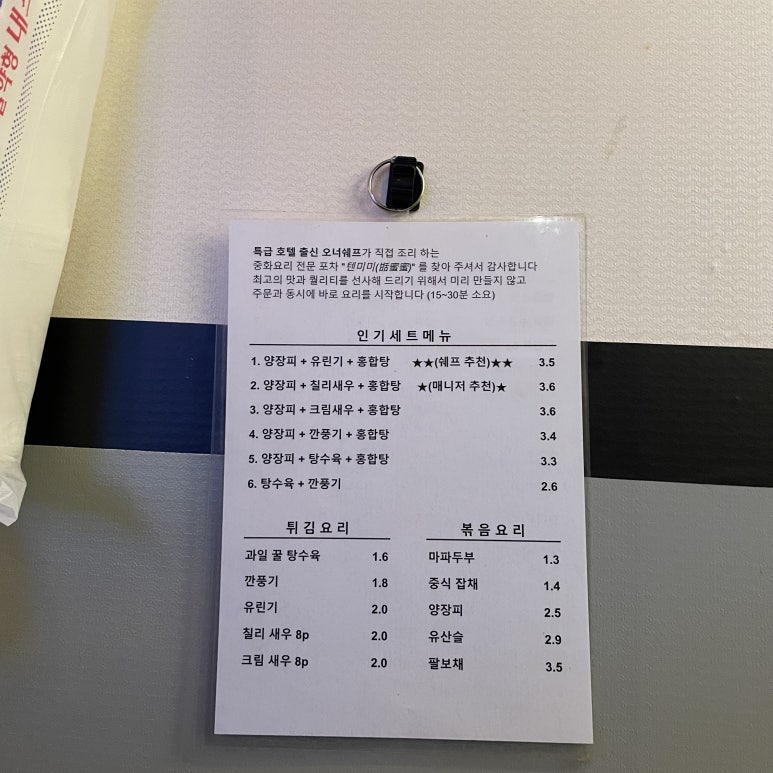 특급 호텔 출신 오너쉐프가 직접 조리 하는
중화요리 전문 포차 "텐미미(甛蜜蜜)" 를 찾아 주셔서 감사합니다
최고의 맛과 퀄리티를 선사해 드리기 위해서 미리 만들지 않고
주문과 동시에 바로 요리를 시작합니다 (15~30분 소요)
인기세트메뉴
1. 양장피 + 유린기 + 홍합탕 ★★(쉐프 추천)★★ 3.5
2. 양장피 + 칠리새우 + 홍합탕 ★(매니저 추천)★ 3.6
3. 양장피 + 크림새우 + 홍합탕 3.6
4. 양장피 + 깐풍기 + 홍합탕 3.4
5. 양장피 + 탕수육 + 홍합탕 3.3
6. 탕수육 + 깐풍기 2.6
튀김요리
과일 꿀 탕수육 1.6
깐풍기 1.8
유린기 2.0
칠리 새우 8p 2.0
크림 새우 8p 2.0
볶음요리
마파두부 1.3
중식 잡채 1.4
양장피 2.5
유산슬 2.9
팔보채 3.5